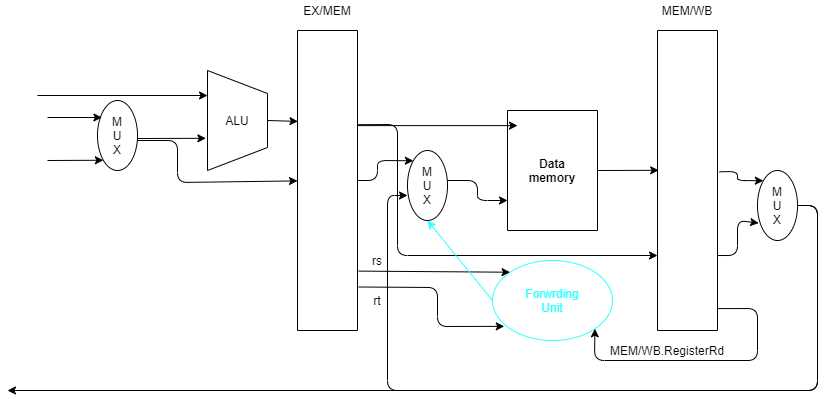 EX/MEM
MEM/WB
M
U
X
ALU
M
U
X
Data
memory
M
U
X
rs
rt
Forwrding
Unit
MEM/WB.RegisterRd